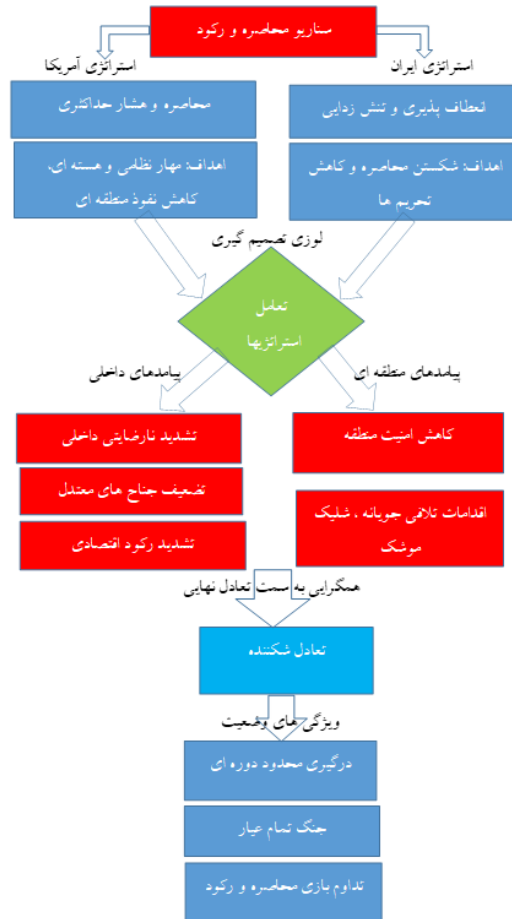 سناریو محاصره و رکود
استراتژی ایران
استراتژی آمریکا
انعطاف پذیری و تنش زدایی
محاصره و هشار حداکثری
اهداف: شکستن محاصره و کاهش
تحریم ها
اهداف: مهار نظامی و هسته ای،
کاهش نفوذ منطقه ای
لوزی تصمیم گیری
تعامل
استراتژیها
پیامدهای منطقه ای
پیامدهای داخلی
کاهش امنیت منطقه
اقدامات تلافی جویانه ، شلیک
موشک
تشدید نارضایتی داخلی
تضعیف جناح های معتدل
تشدید رکود اقتصادی
همگرایی به سمت تعادل نهایی
تعادل شکننده
ویژگی های وضعیت
درگیری محدود دوره ای
جنگ تمام عیار
تداوم بازی محاصره و رکود